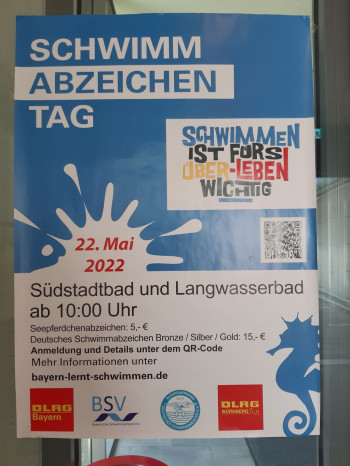 SCHWIMM
ABZEICHEN
TAG
SCHWIMMEN
IST FÜRS
ÜBER-LEBEN
WICHTIG
22. Mai
2022
Südstadtbad und Langwasserbad
ab 10:00 Uhr
Seepferdchenabzeichen: 5,- €
Deutsches Schwimmabzeichen Bronze / Silber / Gold: 15,- €
Anmeldung und Details unter dem QR-Code
Mehr Informationen unter
bayern-lernt-schwimmen.de
DLRG
Bayern
BSV
DLRG